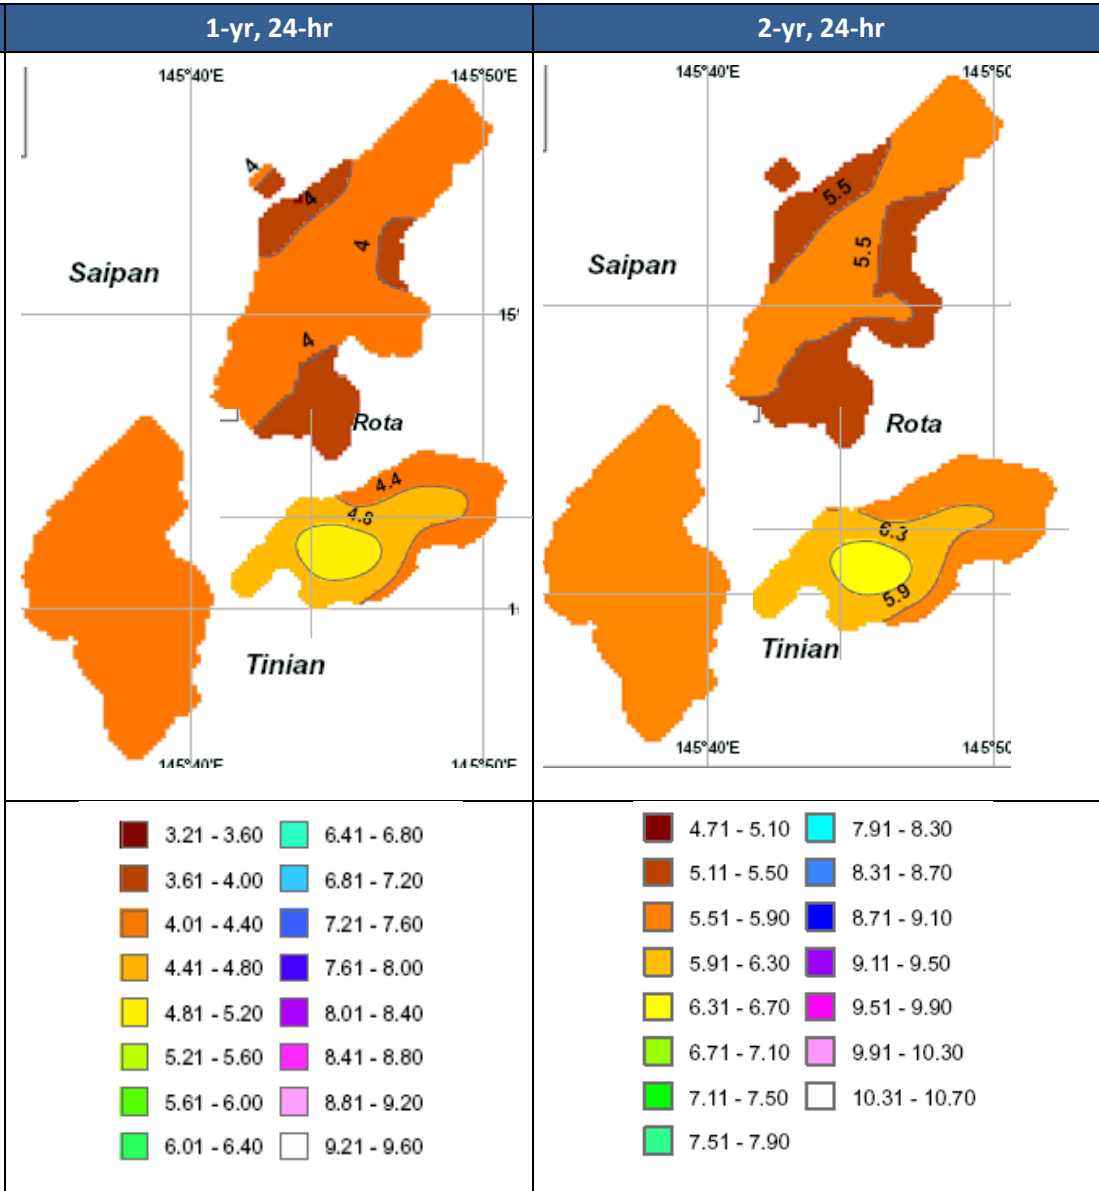 1-yr, 24-hr
2-yr, 24-hr
145°40'E
145°50'E
4
4
4
Saipan
15'
4
Rota
4.4
4.8
1
Tinian
145°40'E
145°50'E
145°40'E
145°50
5.5
5.5
Saipan
Rota
6.3
5.9
Tinian
145°40'E
145°50
3.21 - 3.60 6.41 - 6.80
3.61 - 4.00 6.81 - 7.20
4.01 - 4.40 7.21 - 7.60
4.41 - 4.80 7.61 - 8.00
4.81 - 5.20 8.01 - 8.40
5.21 - 5.60 8.41 - 8.80
5.61 - 6.00 8.81 - 9.20
6.01 - 6.40 9.21 - 9.60
4.71 - 5.10 7.91 - 8.30
5.11 - 5.50 8.31 - 8.70
5.51 - 5.90 8.71 - 9.10
5.91 - 6.30 9.11 - 9.50
6.31 - 6.70 9.51 - 9.90
6.71 - 7.10 9.91 - 10.30
7.11 - 7.50 10.31 - 10.70
7.51 - 7.90